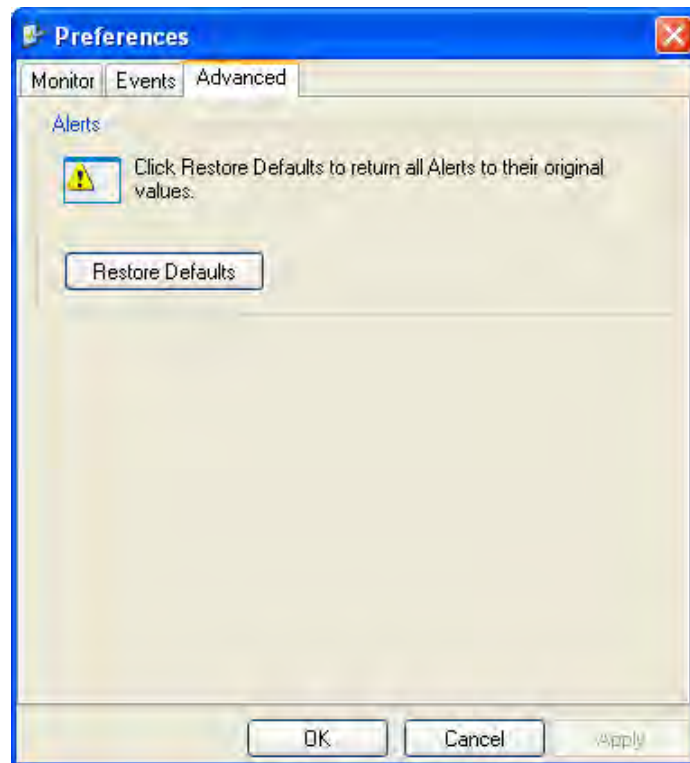 Preferences
Monitor Events Advanced
Alerts
Click Restore Defaults to return all Alerts to their original
values.
Restore Defaults
OK Cancel Apply